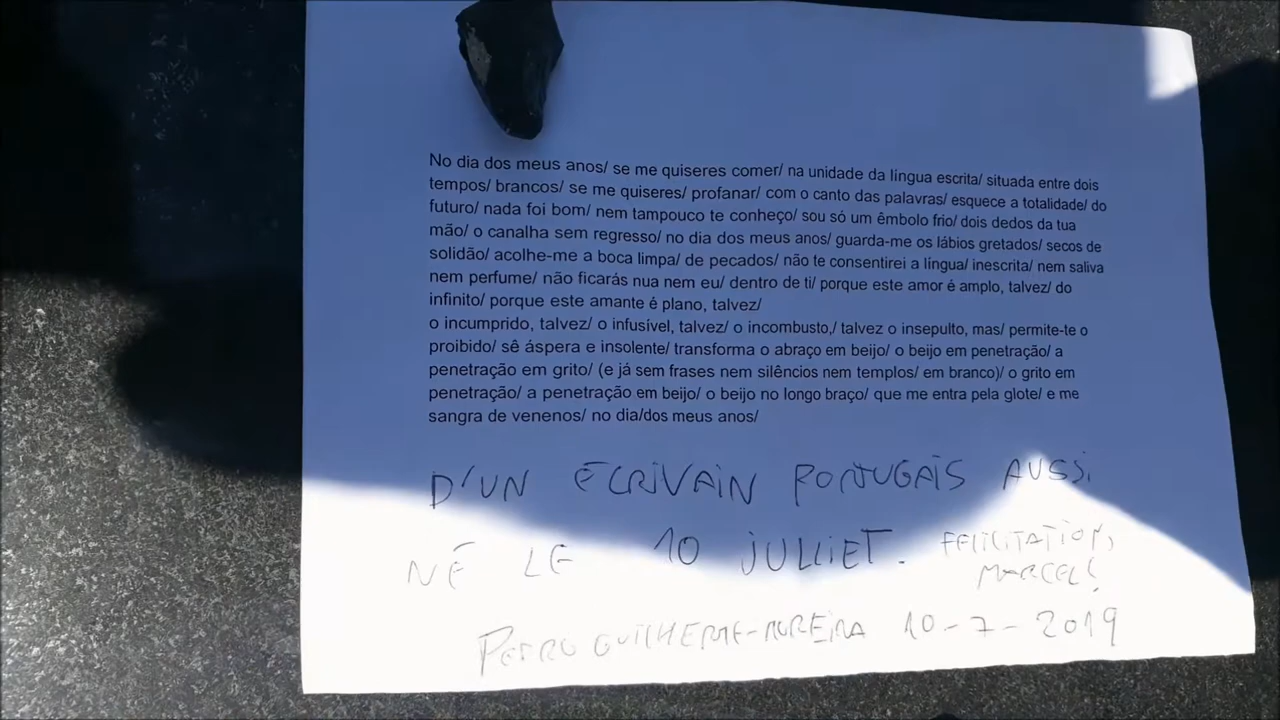 No dia dos meus anos/ se me quiseres comer/ na unidade da língua escrita/ situada entre dois
tempos/ brancos/ se me quiseres/ profanar/ com o canto das palavras/ esquece a totalidade/ do
futuro/ nada foi bom/ nem tampouco te conheço/ sou só um êmbolo frio/ dois dedos da tua
mão/ o canalha sem regresso/ no dia dos meus anos/ guarda-me os lábios gretados/ secos de
solidão/ acolhe-me a boca limpa/ de pecados/ não te consentirei a língua/ inescrita/ nem saliva
nem perfume/ não ficarás nua nem eu/ dentro de ti/ porque este amor é amplo, talvez/ do
infinito/ porque este amante é plano, talvez/
o incumprido, talvez/ o infusível, talvez/ o incombusto,/ talvez o insepulto, mas/ permite-te o
proibido/ sê áspera e insolente/ transforma o abraço em beijo/ o beijo em penetração/ a
penetração em grito/ (e já sem frases nem silêncios nem templos/ em branco)/ o grito em
penetração/ a penetração em beijo/ o beijo no longo braço/ que me entra pela glote/ e me
sangra de venenos/ no dia/dos meus anos/
D'UN ÉCRIVAIN PORTUGAIS AUSSI
NÉ LE 10 JULLIET. FELICITATIONS,
MARCEL!
PEDRO GUILHERME-MOREIRA 10-7-2019